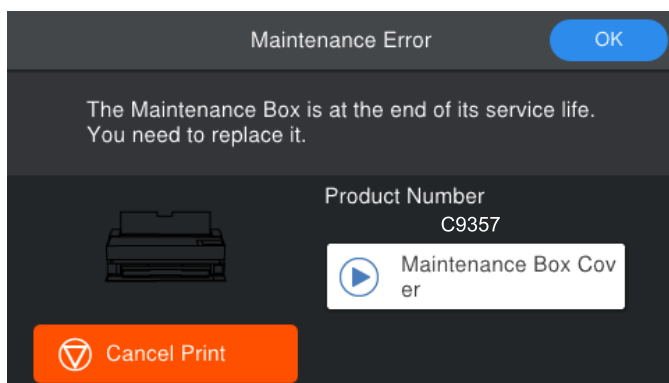 Maintenance Error
OK
The Maintenance Box is at the end of its service life.
You need to replace it.
Product Number
C9357
Maintenance Box Cov
er
Cancel Print